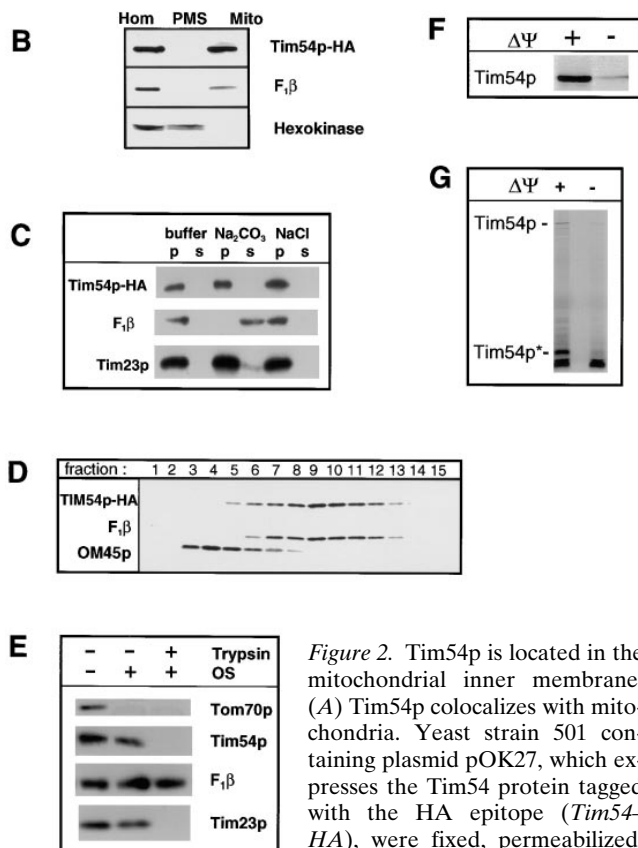 B
Hom PMS Mito
Tim54p-HA
F₁β
Hexokinase
C
buffer Na₂CO₃ NaCl
p s p s p s
Tim54p-HA
F₁β
Tim23p
D
fraction : 1 2 3 4 5 6 7 8 9 10 11 12 13 14 15
TIM54p-HA
F₁β
OM45p
E
- - + Trypsin
- + + OS
Tom70p
Tim54p
F₁β
Tim23p
F
ΔΨ + -
Tim54p
G
ΔΨ + -
Tim54p -
Tim54p*-
Figure 2. Tim54p is located in the
mitochondrial inner membrane
(A) Tim54p colocalizes with mito-
chondria. Yeast strain 501 con-
taining plasmid pOK27, which ex-
presses the Tim54 protein tagged
with the HA epitope (Tim54-
HA), were fixed, permeabilized,